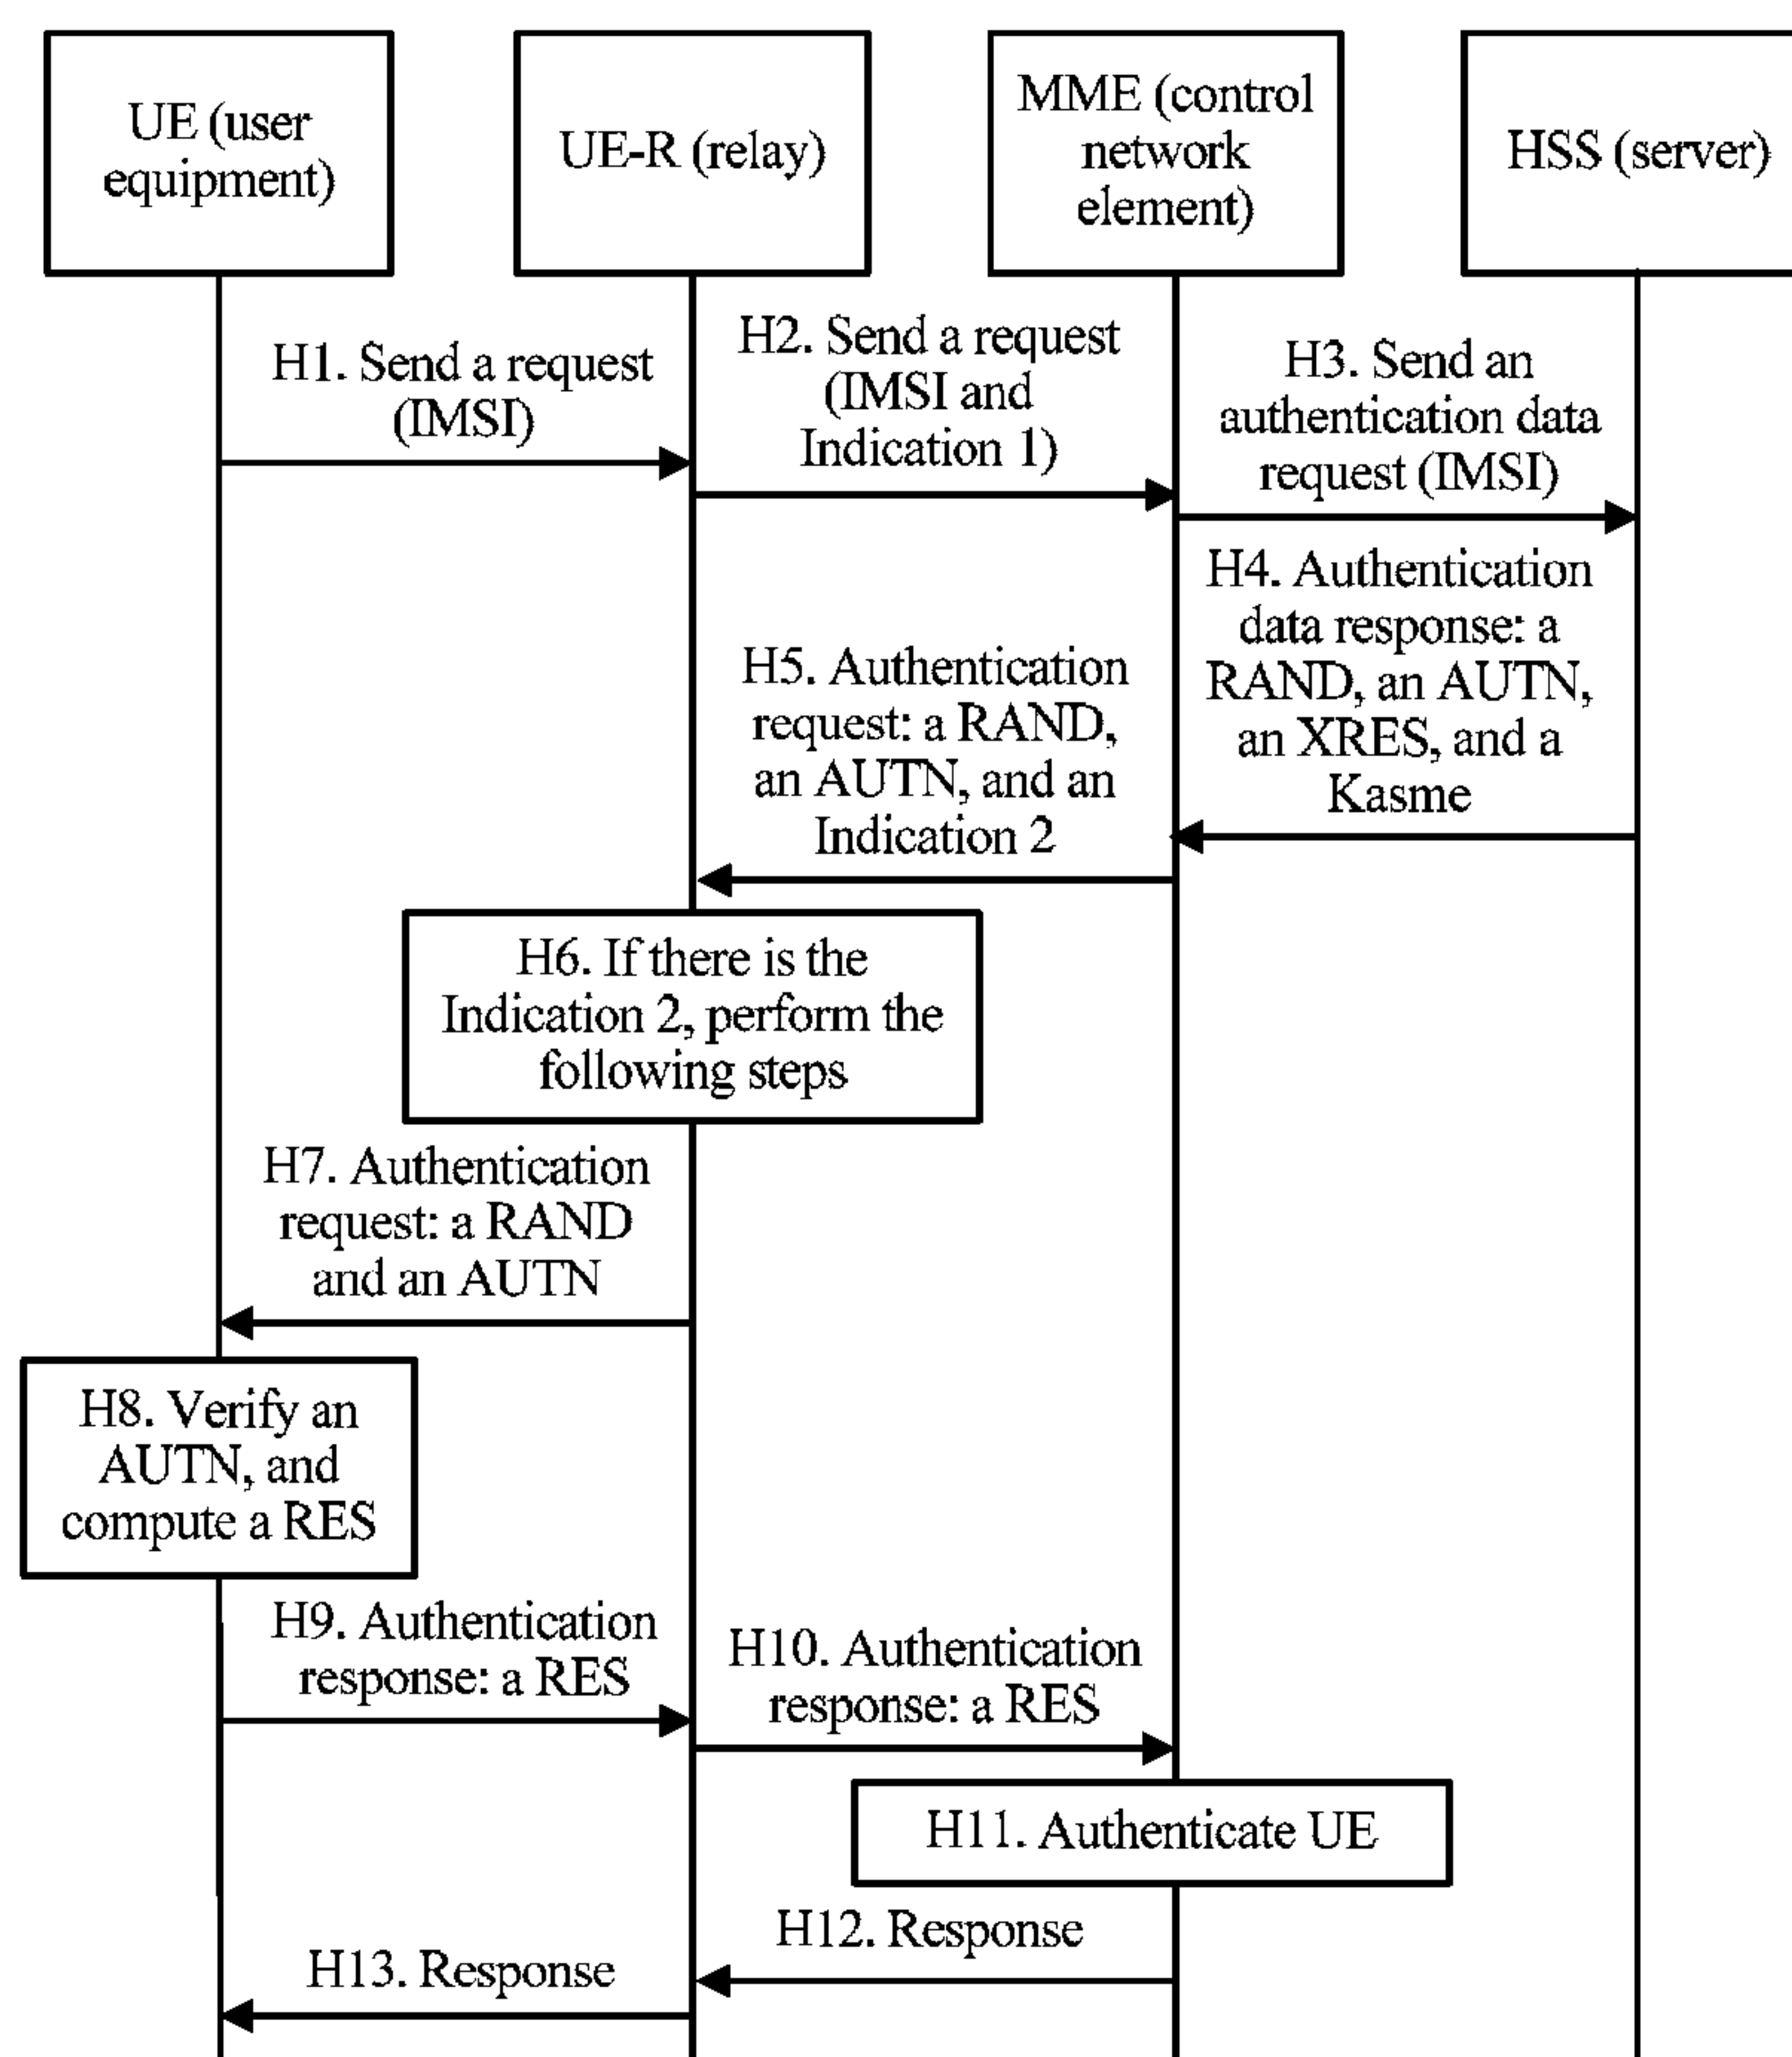 UE (user
equipment)
UE-R (relay)
MME (control
network
element)
HSS (server)
H1. Send a request
(IMSI)
H2. Send a request
(IMSI and
Indication 1)
H3. Send an
authentication data
request (IMSI)
H4. Authentication
data response: a
RAND, an AUTN,
an XRES, and a
Kasme
H5. Authentication
request: a RAND,
an AUTN, and an
Indication 2
H6. If there is the
Indication 2, perform the
following steps
H7. Authentication
request: a RAND
and an AUTN
H8. Verify an
AUTN, and
compute a RES
H9. Authentication
response: a RES
H10. Authentication
response: a RES
H11. Authenticate UE
H12. Response
H13. Response